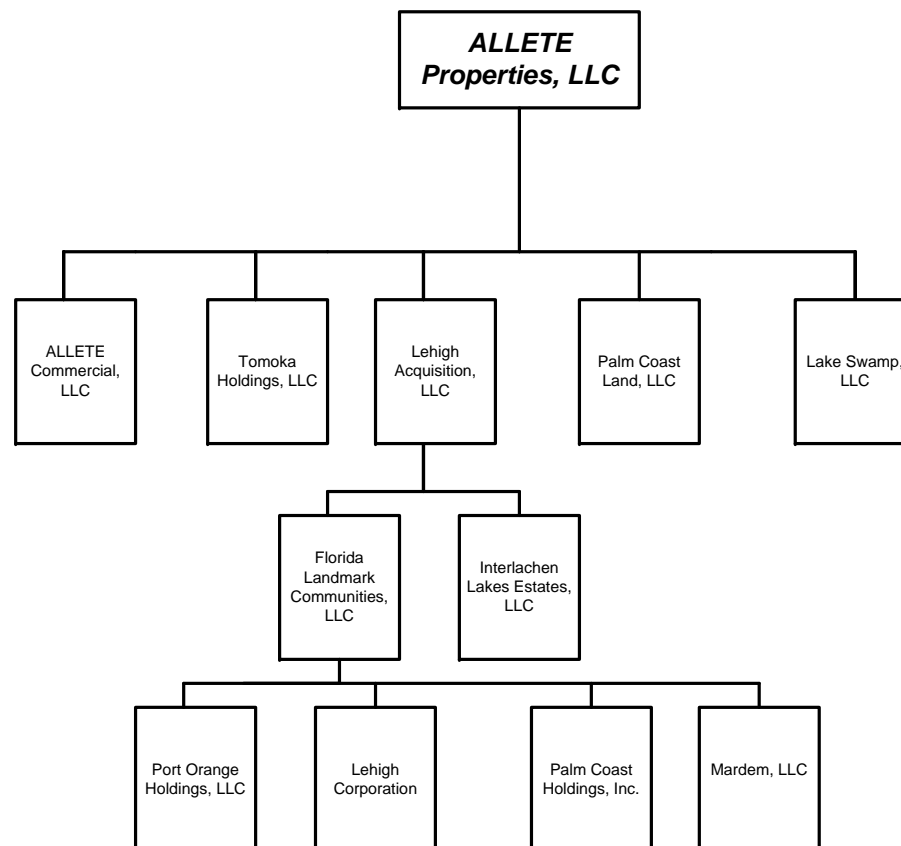 ALLETE
Properties, LLC
ALLETE
Commercial,
LLC
Tomoka
Holdings, LLC
Lehigh
Acquisition,
LLC
Palm Coast
Land, LLC
Lake Swamp,
LLC
Florida
Landmark
Communities,
LLC
Interlachen
Lakes Estates,
LLC
Port Orange
Holdings, LLC
Lehigh
Corporation
Palm Coast
Holdings, Inc.
Mardem, LLC